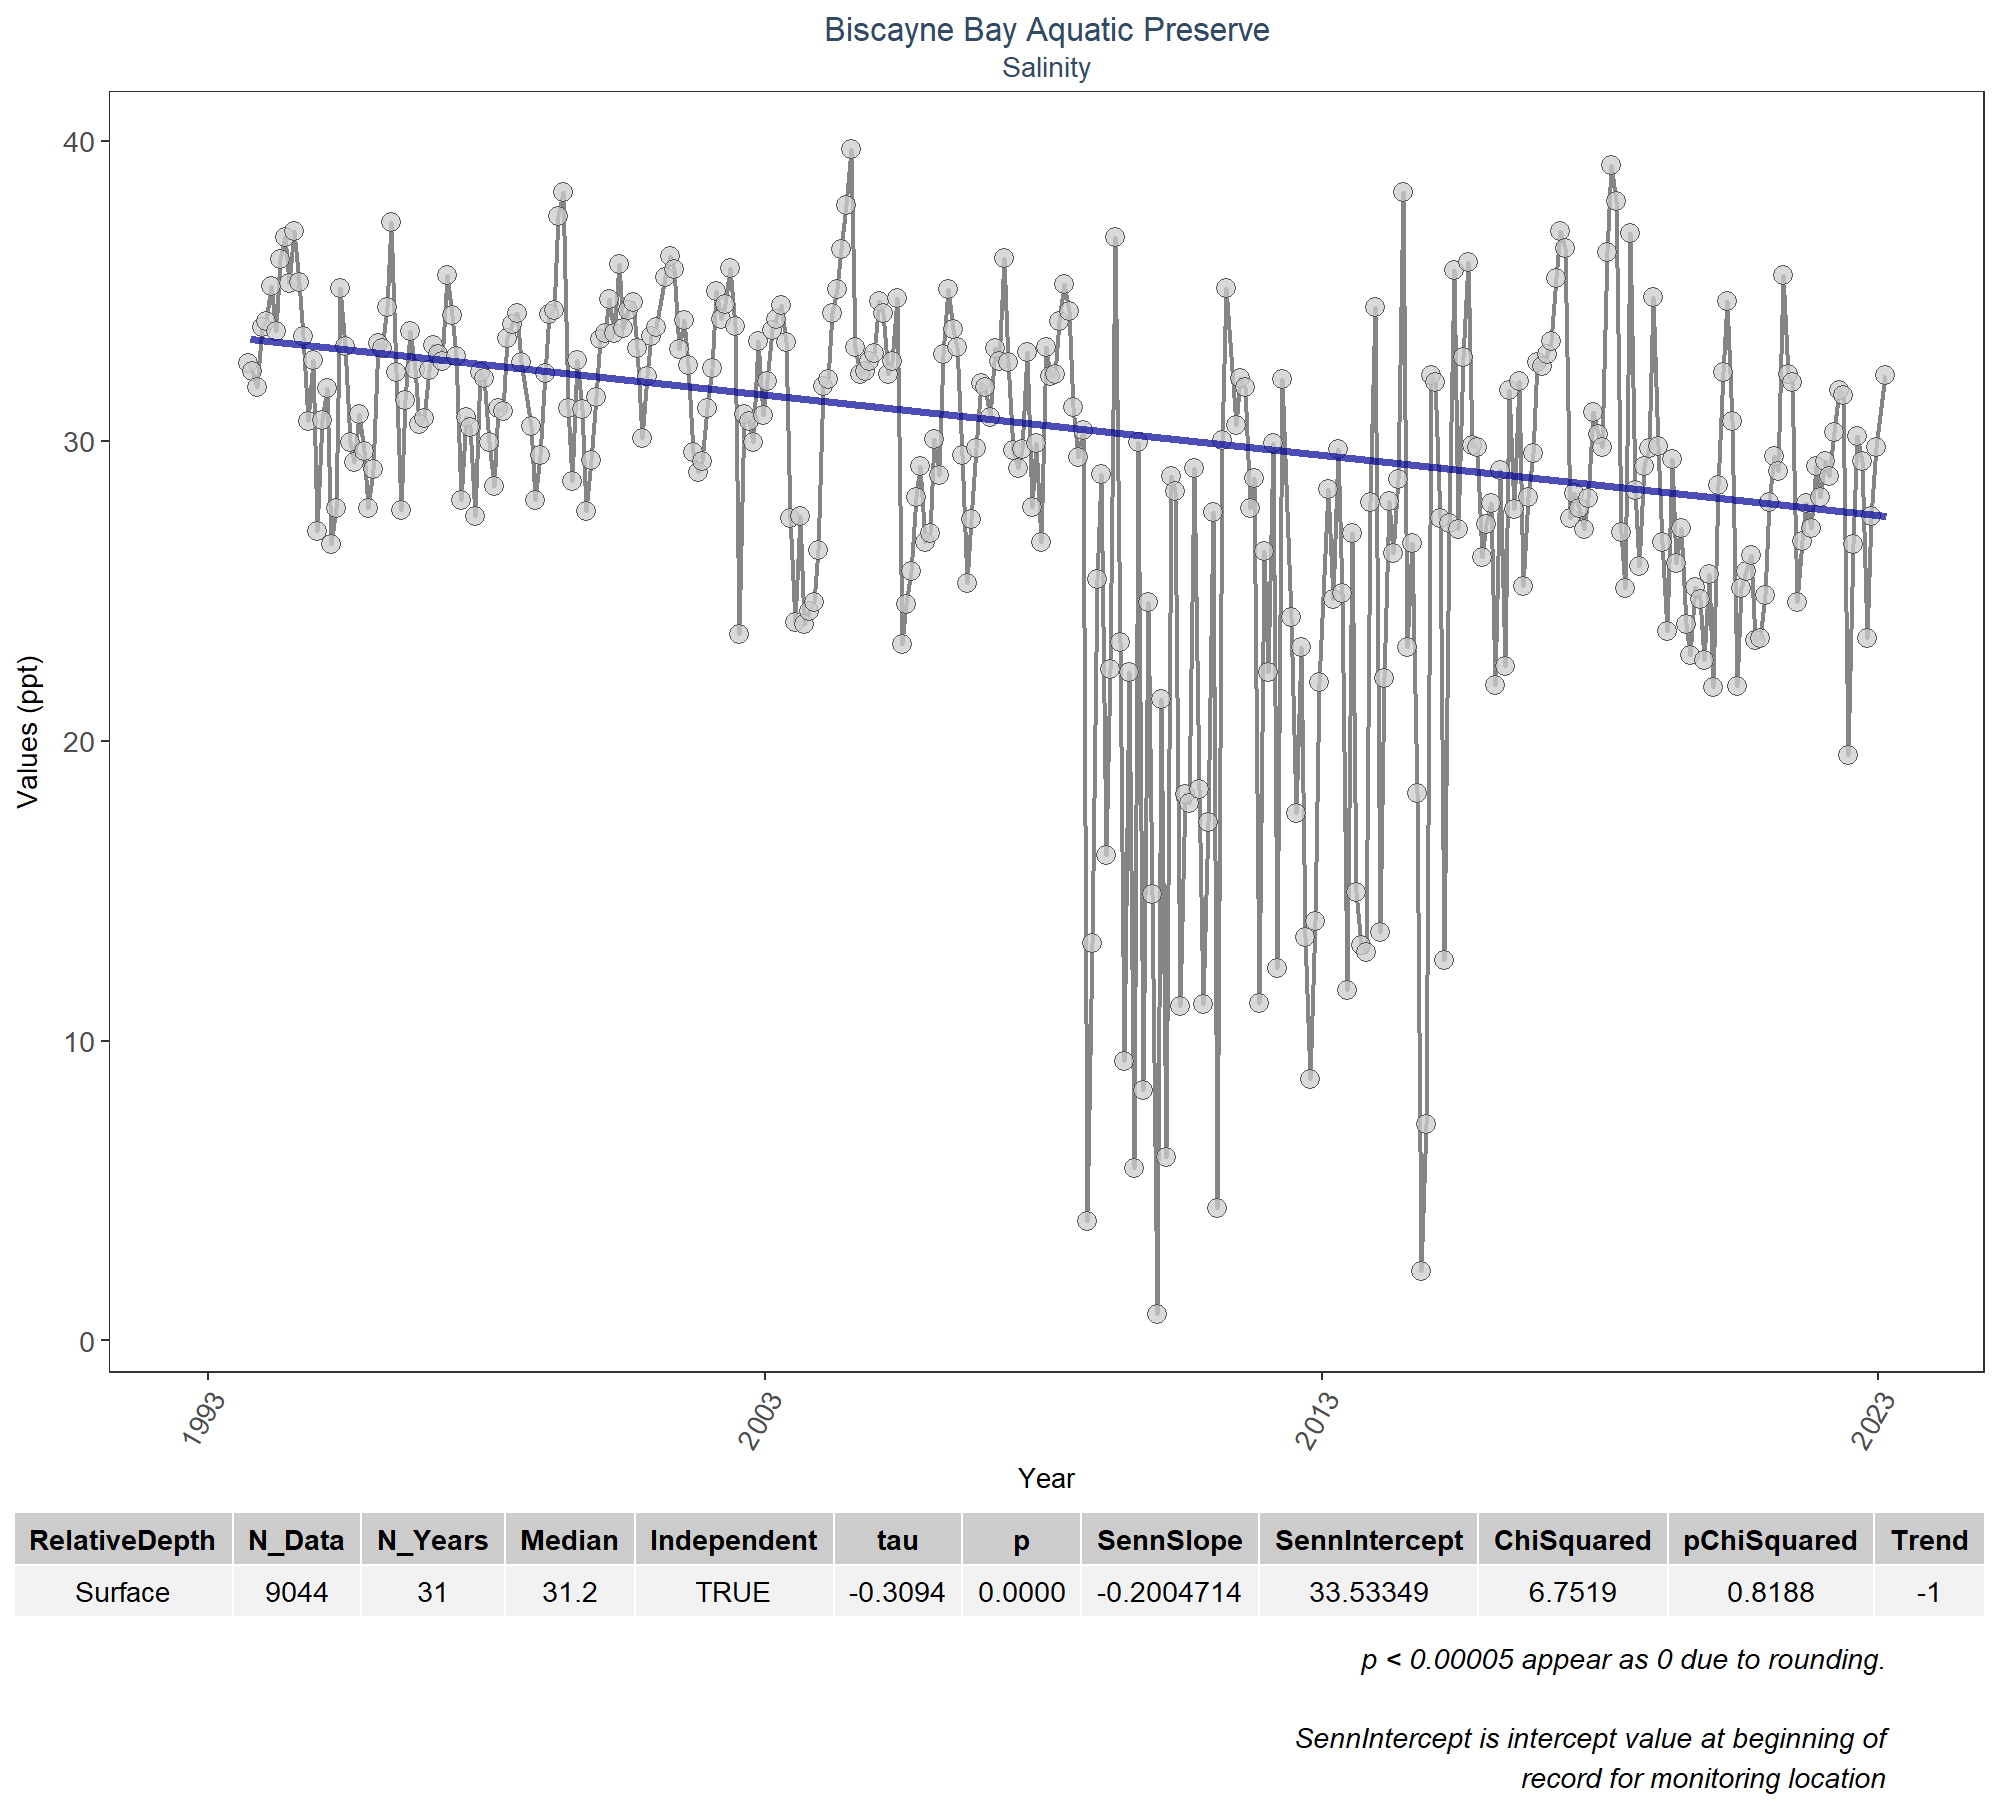 Biscayne Bay Aquatic Preserve
Salinity
40
30
20
10
0
Values (ppt)
1993
2003
2013
2023
Year
RelativeDepth N_Data N_Years Median Independent tau p SennSlope SennIntercept ChiSquared pChiSquared Trend
Surface 9044 31 31.2 TRUE -0.3094 0.0000 -0.2004714 33.53349 6.7519 0.8188 -1
p < 0.00005 appear as 0 due to rounding.
SennIntercept is intercept value at beginning of
record for monitoring location